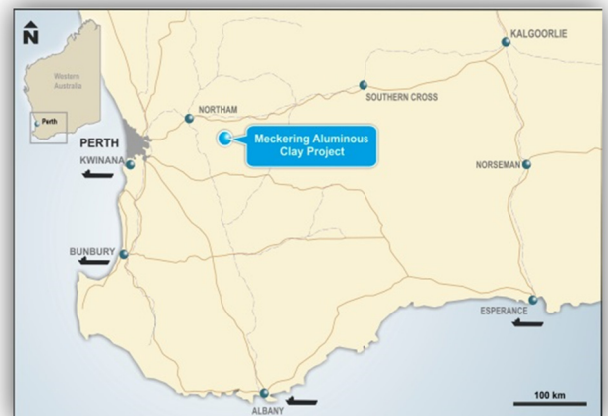 N
Western
Australia
Perth
KALGOORLIE
SOUTHERN CROSS
NORTHAM
Meckering Aluminous
Clay Project
PERTH
KWINANA
NORSEMAN
BUNBURY
ESPERANCE
ALBANY
100 km